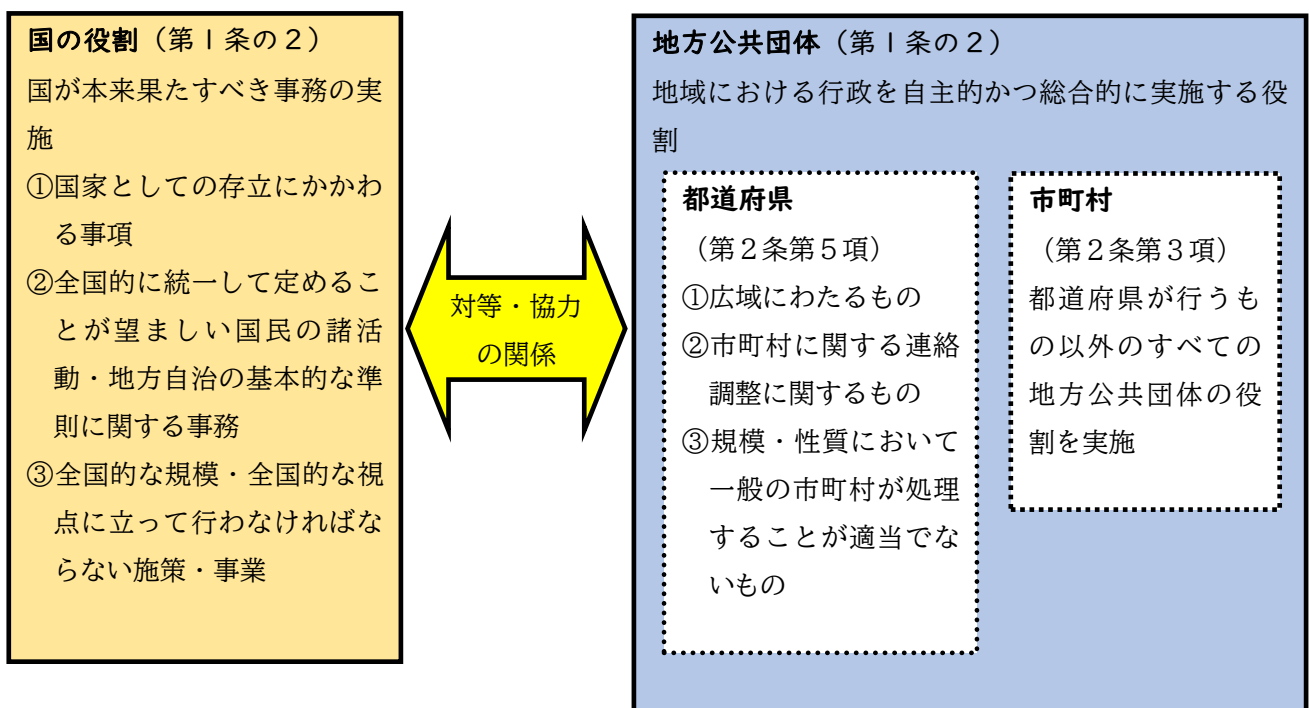 国の役割（第１条の２）
国が本来果たすべき事務の実
施
①国家としての存立にかかわ
る事項
②全国的に統一して定めるこ
とが望ましい国民の諸活
動・地方自治の基本的な準
則に関する事務
③全国的な規模・全国的な視
点に立って行わなければな
らない施策・事業
対等・協力
の関係
地方公共団体（第１条の２）
地域における行政を自主的かつ総合的に実施する役
割
都道府県
（第２条第５項）
①広域にわたるもの
②市町村に関する連絡
調整に関するもの
③規模・性質において
一般の市町村が処理
することが適当でな
いもの
市町村
（第２条第３項）
都道府県が行うも
の以外のすべての
地方公共団体の役
割を実施